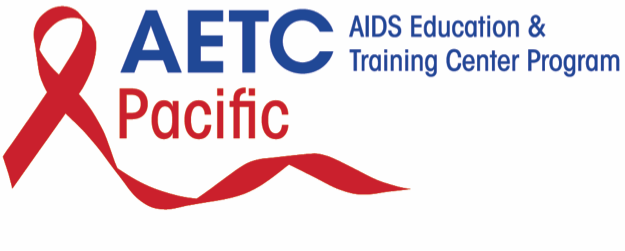 AETC
AIDS Education &
Training Center Program
Pacific